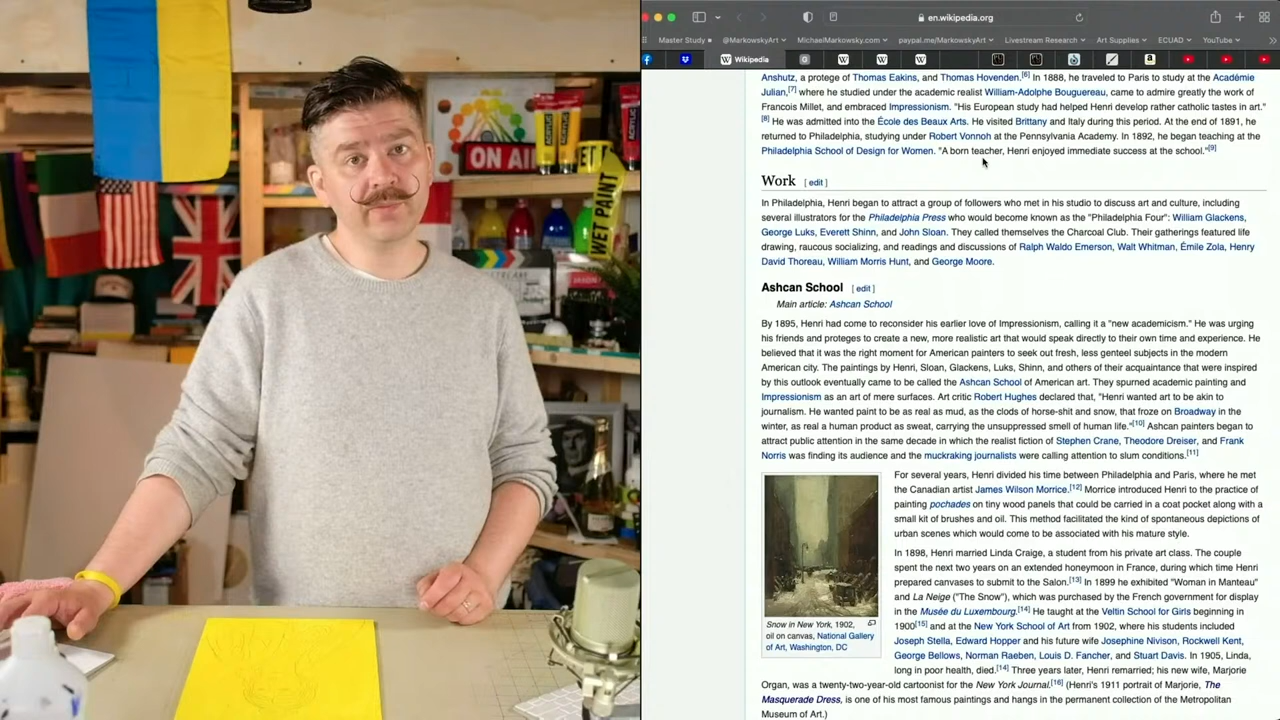 ON AIR
WET PAINT
en.wikipedia.org
Master Study
@MarkowskyArt
MichaelMarkowsky.com
paypal.me/MarkowskyArt
Livestream Research
Art Supplies
ECUAD
YouTube
Wikipedia
Anshutz, a protege of Thomas Eakins, and Thomas Hovenden.[6] In 1888, he traveled to Paris to study at the Académie
Julian,[7] where he studied under the academic realist William-Adolphe Bouguereau, came to admire greatly the work of
Francois Millet, and embraced Impressionism. "His European study had helped Henri develop rather catholic tastes in art."
[8] He was admitted into the École des Beaux Arts. He visited Brittany and Italy during this period. At the end of 1891, he
returned to Philadelphia, studying under Robert Vonnoh at the Pennsylvania Academy. In 1892, he began teaching at the
Philadelphia School of Design for Women. "A born teacher, Henri enjoyed immediate success at the school."[9]
Work [ edit ]
In Philadelphia, Henri began to attract a group of followers who met in his studio to discuss art and culture, including
several illustrators for the Philadelphia Press who would become known as the "Philadelphia Four": William Glackens,
George Luks, Everett Shinn, and John Sloan. They called themselves the Charcoal Club. Their gatherings featured life
drawing, raucous socializing, and readings and discussions of Ralph Waldo Emerson, Walt Whitman, Émile Zola, Henry
David Thoreau, William Morris Hunt, and George Moore.
Ashcan School [ edit ]
Main article: Ashcan School
By 1895, Henri had come to reconsider his earlier love of Impressionism, calling it a "new academicism." He was urging
his friends and proteges to create a new, more realistic art that would speak directly to their own time and experience. He
believed that it was the right moment for American painters to seek out fresh, less genteel subjects in the modern
American city. The paintings by Henri, Sloan, Glackens, Luks, Shinn, and others of their acquaintance that were inspired
by this outlook eventually came to be called the Ashcan School of American art. They spurned academic painting and
Impressionism as an art of mere surfaces. Art critic Robert Hughes declared that, "Henri wanted art to be akin to
journalism. He wanted paint to be as real as mud, as the clods of horse-shit and snow, that froze on Broadway in the
winter, as real a human product as sweat, carrying the unsuppressed smell of human life."[10] Ashcan painters began to
attract public attention in the same decade in which the realist fiction of Stephen Crane, Theodore Dreiser, and Frank
Norris was finding its audience and the muckraking journalists were calling attention to slum conditions.[11]
For several years, Henri divided his time between Philadelphia and Paris, where he met
the Canadian artist James Wilson Morrice.[12] Morrice introduced Henri to the practice of
painting pochades on tiny wood panels that could be carried in a coat pocket along with a
small kit of brushes and oil. This method facilitated the kind of spontaneous depictions of
urban scenes which would come to be associated with his mature style.
In 1898, Henri married Linda Craige, a student from his private art class. The couple
spent the next two years on an extended honeymoon in France, during which time Henri
prepared canvases to submit to the Salon.[13] In 1899 he exhibited "Woman in Manteau"
and La Neige ("The Snow"), which was purchased by the French government for display
in the Musée du Luxembourg.[14] He taught at the Veltin School for Girls beginning in
1900[15] and at the New York School of Art from 1902, where his students included
Joseph Stella, Edward Hopper and his future wife Josephine Nivison, Rockwell Kent,
George Bellows, Norman Raeben, Louis D. Fancher, and Stuart Davis. In 1905, Linda,
long in poor health, died.[14] Three years later, Henri remarried; his new wife, Marjorie
Organ, was a twenty-two-year-old cartoonist for the New York Journal.[16] (Henri's 1911 portrait of Marjorie, The
Masquerade Dress, is one of his most famous paintings and hangs in the permanent collection of the Metropolitan
Museum of Art.)
Snow in New York, 1902,
oil on canvas, National Gallery
of Art, Washington, DC